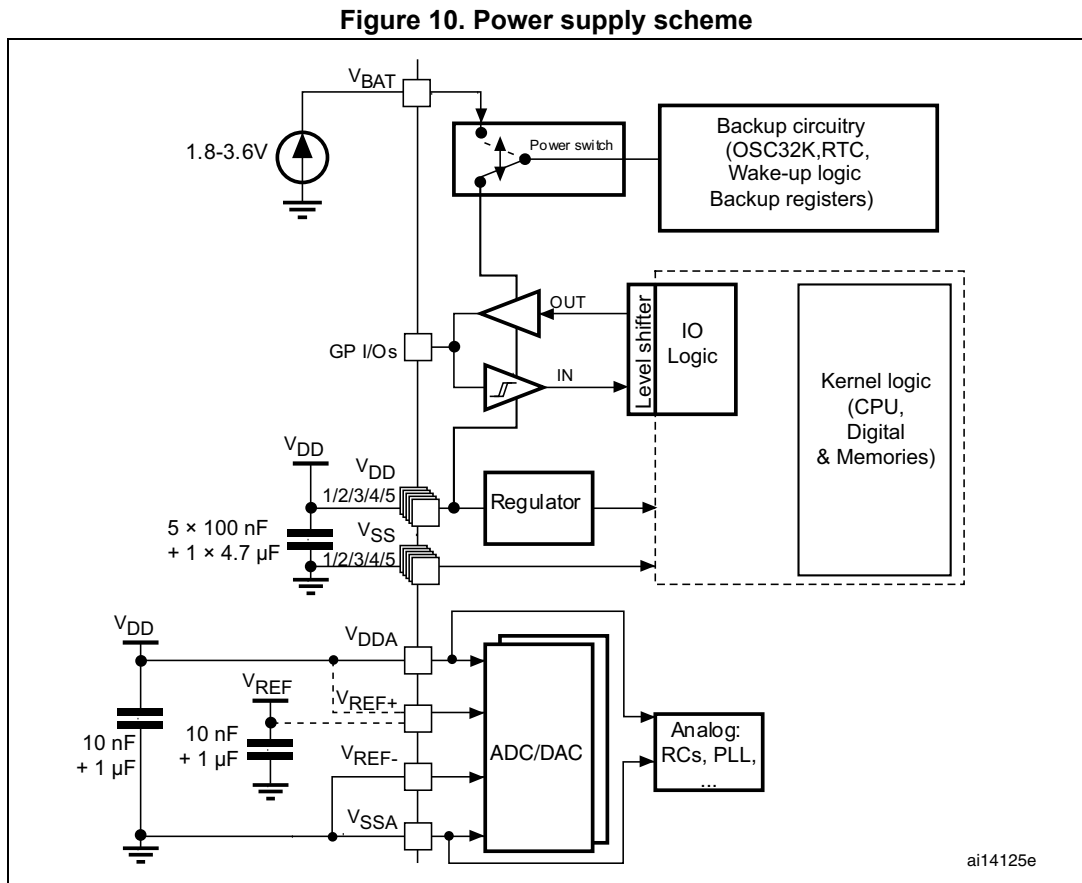 Figure 10. Power supply scheme
VBAT
1.8-3.6V
Power switch
Backup circuitry
(OSC32K,RTC,
Wake-up logic
Backup registers)
GP I/Os
OUT
IN
Level shifter
IO
Logic
Kernel logic
(CPU,
Digital
& Memories)
VDD
VDD
1/2/3/4/5
Regulator
5 × 100 nF
+ 1 × 4.7 µF
VSS
1/2/3/4/5
VDD
VDDA
VREF
VREF+
10 nF
+ 1 µF
10 nF
+ 1 µF
VREF-
VSSA
ADC/DAC
Analog:
RCs, PLL,
...
ai14125e